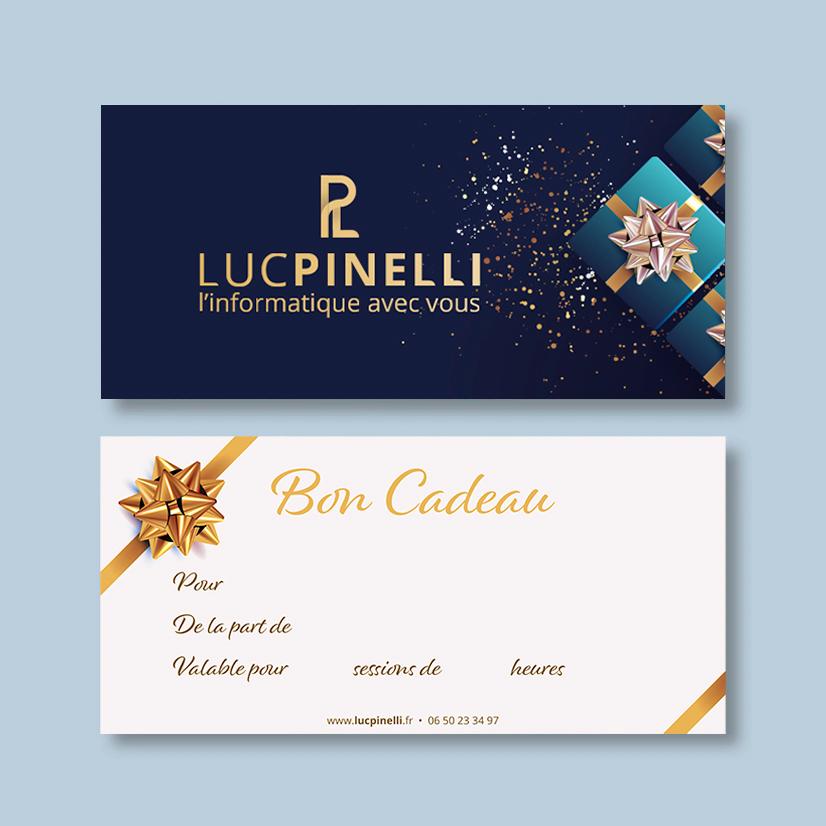 PL
LUCPINELLI
l'informatique avec vous
Bon Cadeau
Pour
De la part de
Valable pour sessions de heures
www.lucpinelli.fr • 06 50 23 34 97